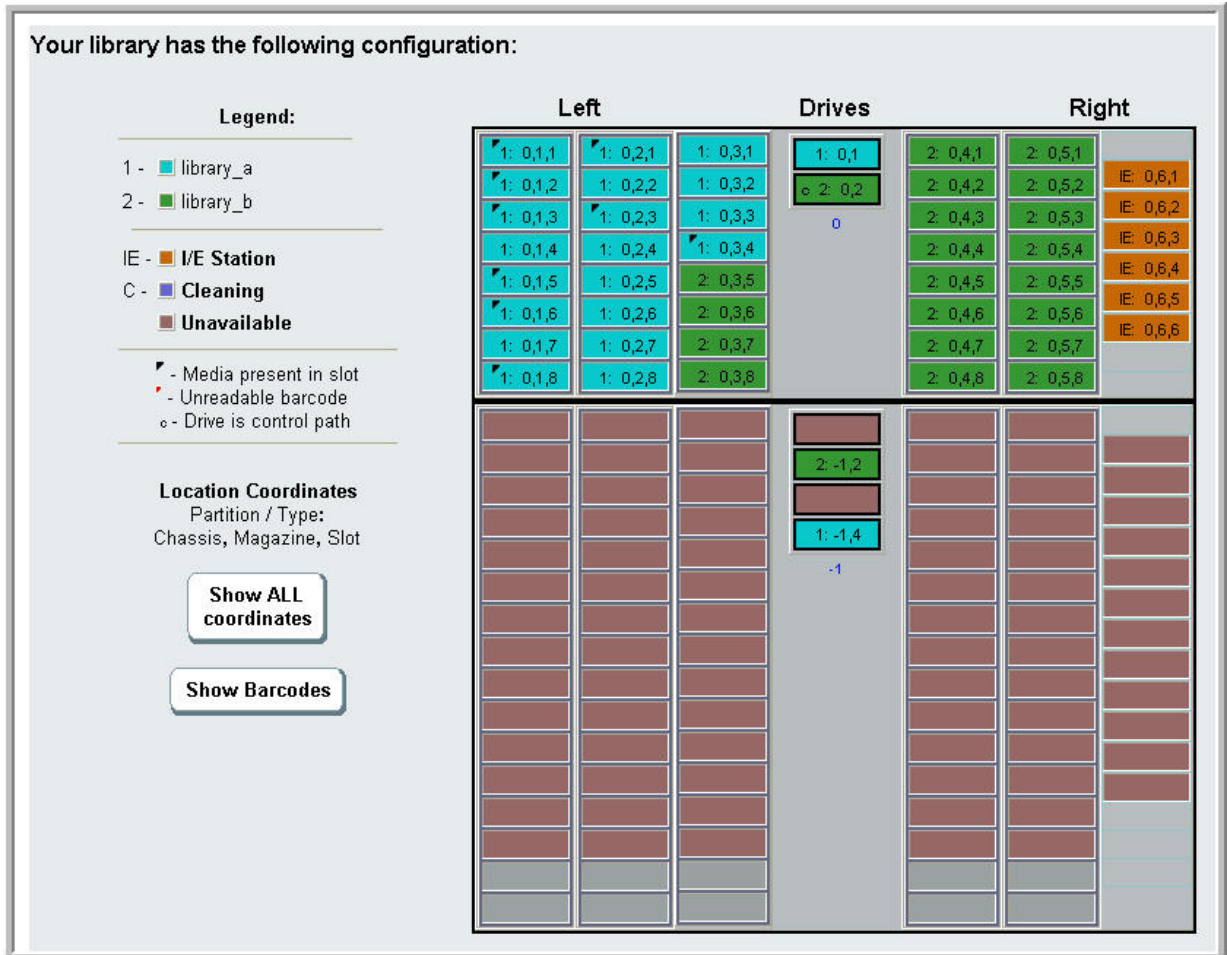 Your library has the following configuration:
Legend:
1 - library_a
2 - library_b
IE - I/E Station
C - Cleaning
Unavailable
- Media present in slot
- Unreadable barcode
c - Drive is control path
Location Coordinates
Partition / Type:
Chassis, Magazine, Slot
Show ALL
coordinates
Show Barcodes
Left Drives Right
1: 0,1,1 1: 0,2,1 1: 0,3,1 1: 0,1 2: 0,4,1 2: 0,5,1 IE: 0,6,1
1: 0,1,2 1: 0,2,2 1: 0,3,2 c 2: 0,2 2: 0,4,2 2: 0,5,2 IE: 0,6,2
1: 0,1,3 1: 0,2,3 1: 0,3,3 0 2: 0,4,3 2: 0,5,3 IE: 0,6,3
1: 0,1,4 1: 0,2,4 1: 0,3,4 2: 0,4,4 2: 0,5,4 IE: 0,6,4
1: 0,1,5 1: 0,2,5 2: 0,3,5 2: 0,4,5 2: 0,5,5 IE: 0,6,5
1: 0,1,6 1: 0,2,6 2: 0,3,6 2: 0,4,6 2: 0,5,6 IE: 0,6,6
1: 0,1,7 1: 0,2,7 2: 0,3,7 2: 0,4,7 2: 0,5,7
1: 0,1,8 1: 0,2,8 2: 0,3,8 2: 0,4,8 2: 0,5,8
2: -1,2
1: -1,4
-1